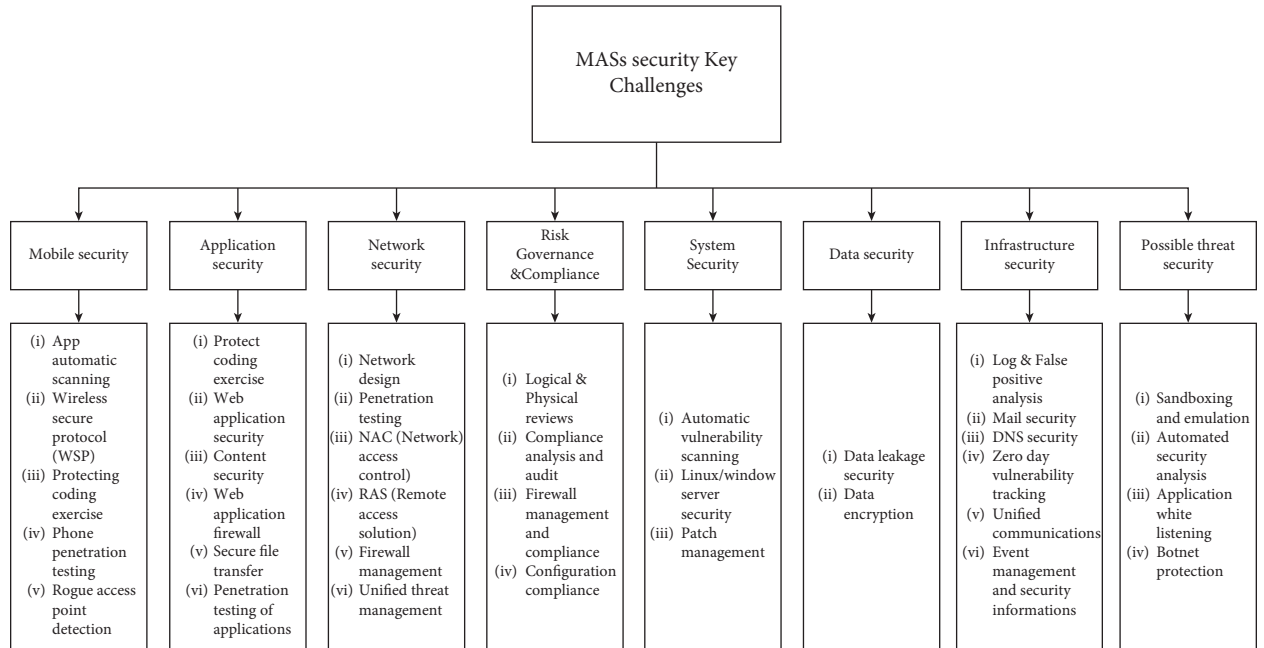 MASs security Key
Challenges
Mobile security
Application
security
Network
security
Risk
Governance
&Compliance
System
Security
Data security
Infrastructure
security
Possible threat
security
(i) App
automatic
scanning
(ii) Wireless
secure
protocol
(WSP)
(iii) Protecting
coding
exercise
(iv) Phone
penetration
testing
(v) Rogue access
point
detection
(i) Protect
coding
exercise
(ii) Web
application
security
(iii) Content
security
(iv) Web
application
firewall
(v) Secure file
transfer
(vi) Penetration
testing of
applications
(i) Network
design
(ii) Penetration
testing
(iii) NAC (Network)
access
control)
(iv) RAS (Remote
access
solution)
(v) Firewall
management
(vi) Unified threat
management
(i) Logical &
Physical
reviews
(ii) Compliance
analysis and
audit
(iii) Firewall
management
and
compliance
(iv) Configuration
compliance
(i) Automatic
vulnerability
scanning
(ii) Linux/window
server
security
(iii) Patch
management
(i) Data leakage
security
(ii) Data
encryption
(i) Log & False
positive
analysis
(ii) Mail security
(iii) DNS security
(iv) Zero day
vulnerability
tracking
(v) Unified
communications
(vi) Event
management
and security
informations
(i) Sandboxing
and emulation
(ii) Automated
security
analysis
(iii) Application
white
listening
(iv) Botnet
protection